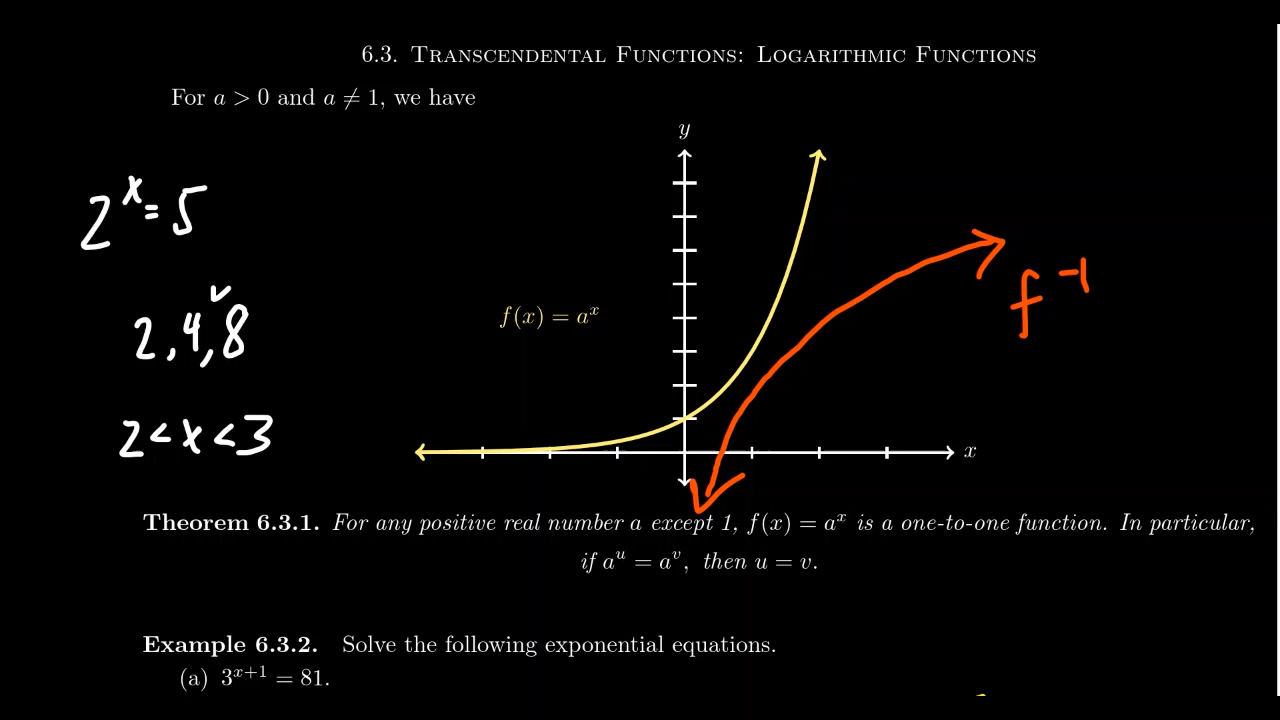 6.3. Transcendental Functions: Logarithmic Functions
For a > 0 and a ≠ 1, we have
y
2^x = 5
f(x) = a^x
f^-1
2, 4, 8
2 < x < 3
x
Theorem 6.3.1. For any positive real number a except 1, f(x) = a^x is a one-to-one function. In particular,
if a^u = a^v, then u = v.
Example 6.3.2. Solve the following exponential equations.
(a) 3^{x+1} = 81.